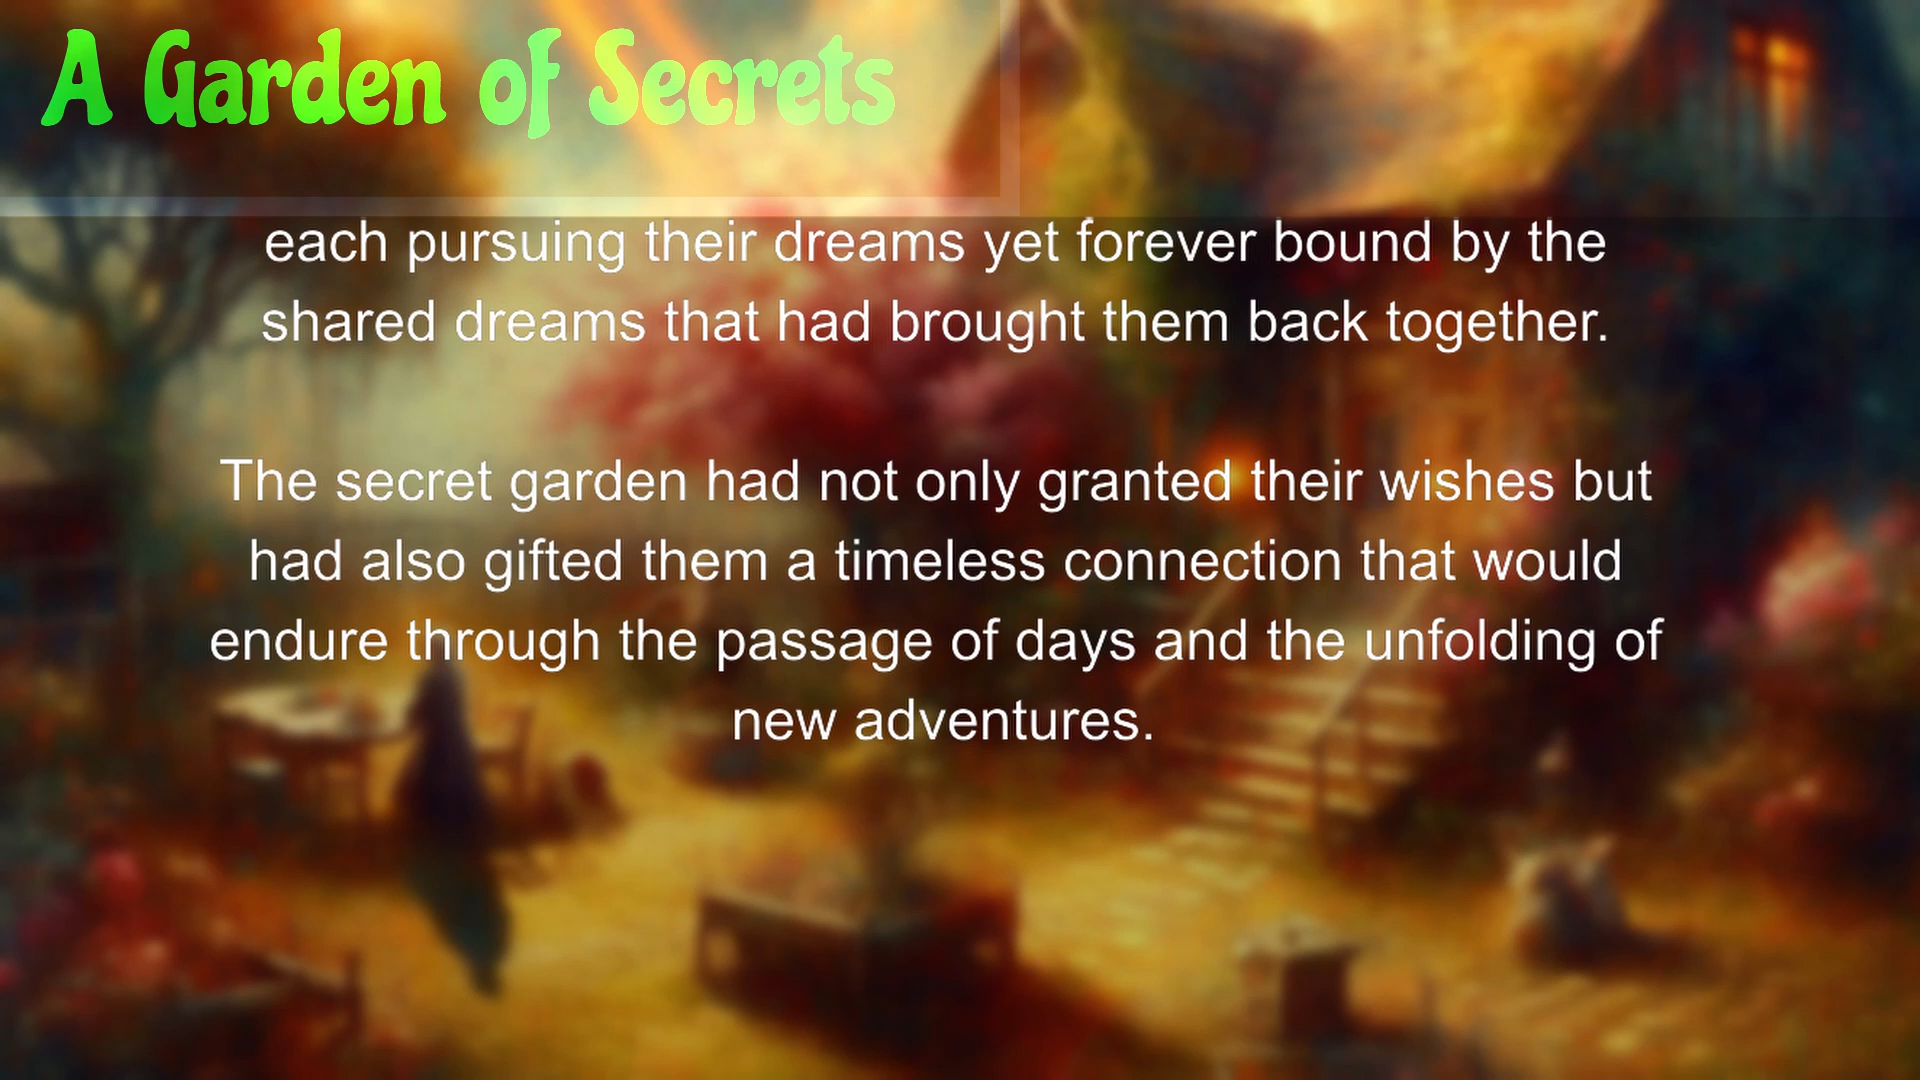 A Garden of Secrets
each pursuing their dreams yet forever bound by the
shared dreams that had brought them back together.
The secret garden had not only granted their wishes but
had also gifted them a timeless connection that would
endure through the passage of days and the unfolding of
new adventures.